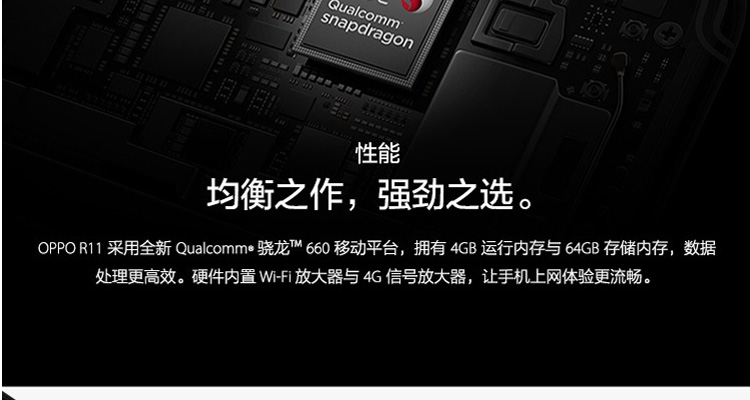 Qualcomm
snapdragon
性能
均衡之作，强劲之选。
OPPO R11 采用全新 Qualcomm® 骁龙™ 660 移动平台，拥有 4GB 运行内存与 64GB 存储内存，数据
处理更高效。硬件内置 Wi-Fi 放大器与 4G 信号放大器，让手机上网体验更流畅。